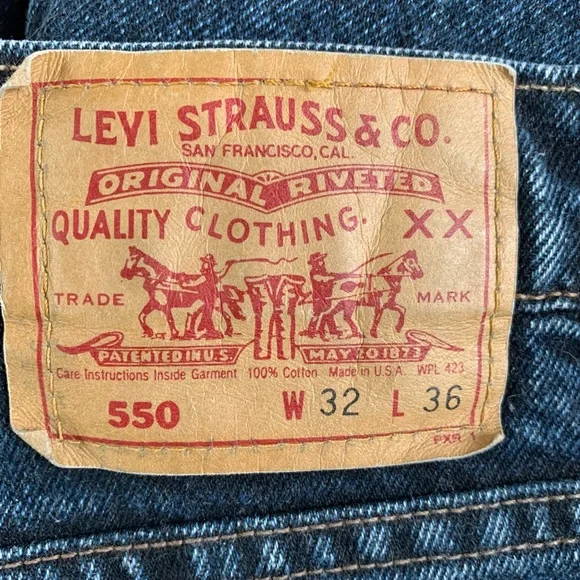 LEVI STRAUSS & CO.
SAN FRANCISCO, CAL.
ORIGINAL RIVETED
QUALITY CLOTHING. XX
TRADE MARK
PATENTED IN U.S. MAY 20 1873
Care Instructions Inside Garment 100% Cotton Made in U.S.A. WPL 423
550 W 32 L 36